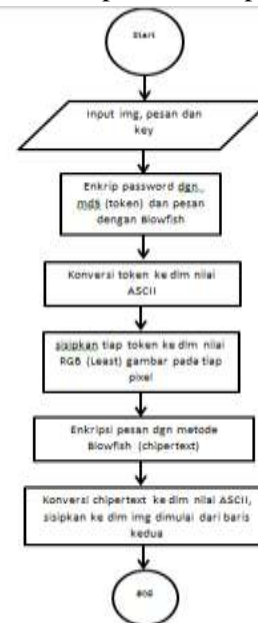 Start
Input img, pesan dan
key
Enkrip password dgn
md5 (token) dan pesan
dengan Blowfish
Konversi token ke dlm nilai
ASCII
sisipkan tiap token ke dlm nilai
RGB (Least) gambar pada tiap
pixel
Enkripsi pesan dgn metode
Blowfish (chipertext)
Konversi chipertext ke dlm nilai ASCII,
sisipkan ke dlm img dimulai dari baris
kedua